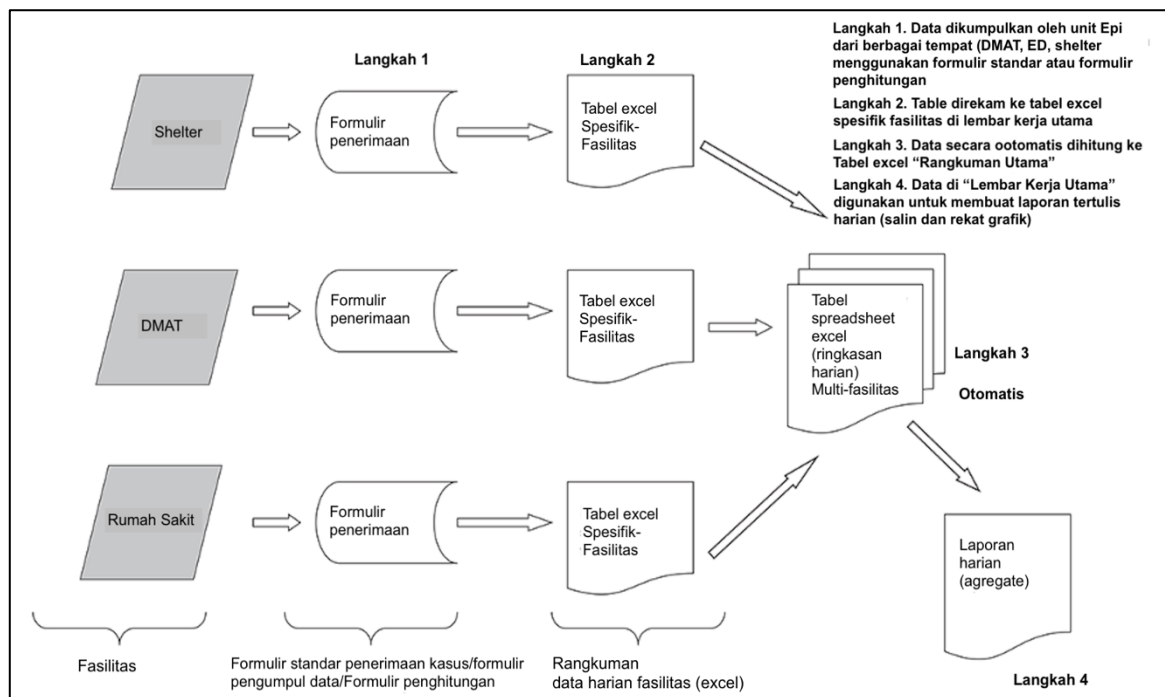 Langkah 1. Data dikumpulkan oleh unit Epi
dari berbagai tempat (DMAT, ED, shelter
menggunakan formulir standar atau formulir
penghitungan
Langkah 2. Table direkam ke tabel excel
spesifik fasilitas di lembar kerja utama
Langkah 3. Data secara ootomatis dihitung ke
Tabel excel “Rangkuman Utama”
Langkah 4. Data di “Lembar Kerja Utama”
digunakan untuk membuat laporan tertulis
harian (salin dan rekat grafik)
Langkah 1
Langkah 2
Shelter
Formulir
penerimaan
Tabel excel
Spesifik-
Fasilitas
DMAT
Formulir
penerimaan
Tabel excel
Spesifik-
Fasilitas
Tabel
spreadsheet
excel
(ringkasan
harian)
Multi-fasilitas
Langkah 3
Otomatis
Rumah Sakit
Formulir
penerimaan
Tabel excel
Spesifik-
Fasilitas
Laporan
harian
(agregate)
Langkah 4
Fasilitas
Formulir standar penerimaan kasus/formulir
pengumpul data/Formulir penghitungan
Rangkuman
data harian fasilitas (excel)